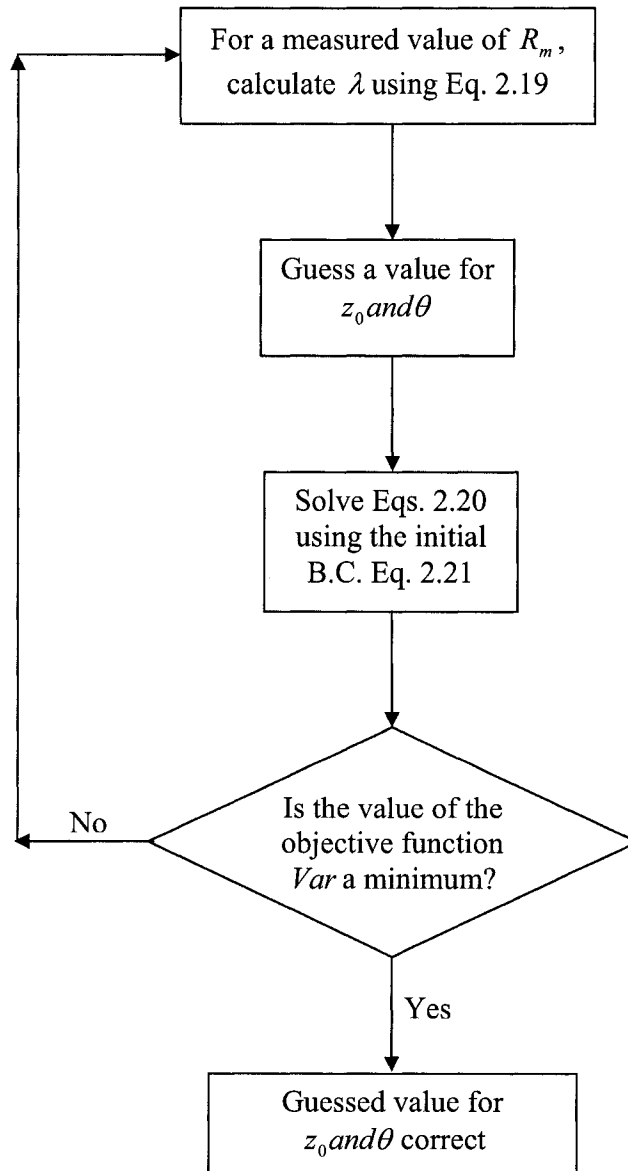 For a measured value of R_m,
calculate λ using Eq. 2.19
Guess a value for
z_0 and θ
Solve Eqs. 2.20
using the initial
B.C. Eq. 2.21
Is the value of the
objective function
Var a minimum?
No
Yes
Guessed value for
z_0 and θ correct